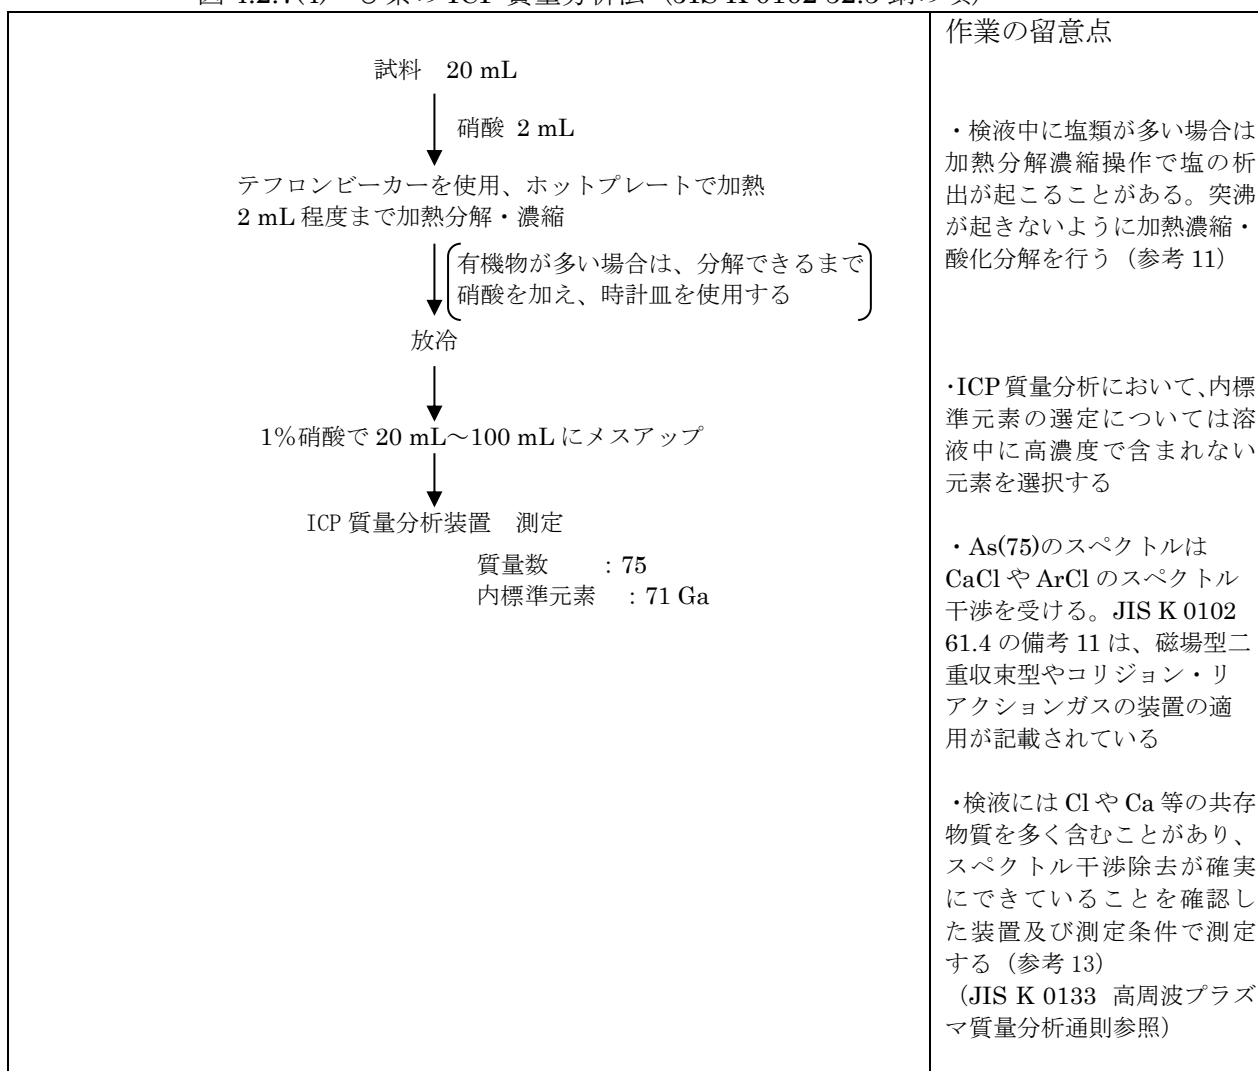 試料　20 mL
硝酸 2 mL
テフロンビーカーを使用、ホットプレートで加熱
2 mL 程度まで加熱分解・濃縮
有機物が多い場合は、分解できるまで
硝酸を加え、時計皿を使用する
放冷
1％硝酸で 20 mL～100 mL にメスアップ
ICP 質量分析装置　測定
質量数　　：75
内標準元素　：71 Ga
作業の留意点
・検液中に塩類が多い場合は
加熱分解濃縮操作で塩の析
出が起こることがある。突沸
が起きないように加熱濃縮・
酸化分解を行う（参考 11）
・ICP 質量分析において、内標
準元素の選定については溶
液中に高濃度で含まれない
元素を選択する
・As(75)のスペクトルは
CaCl や ArCl のスペクトル
干渉を受ける。JIS K 0102
61.4 の備考 11 は、磁場型二
重収束型やコリジョン・リ
アクションガスの装置の適
用が記載されている
・検液には Cl や Ca 等の共存
物質を多く含むことがあり、
スペクトル干渉除去が確実
にできていることを確認し
た装置及び測定条件で測定
する（参考 13）
（JIS K 0133 高周波プラズ
マ質量分析通則参照）